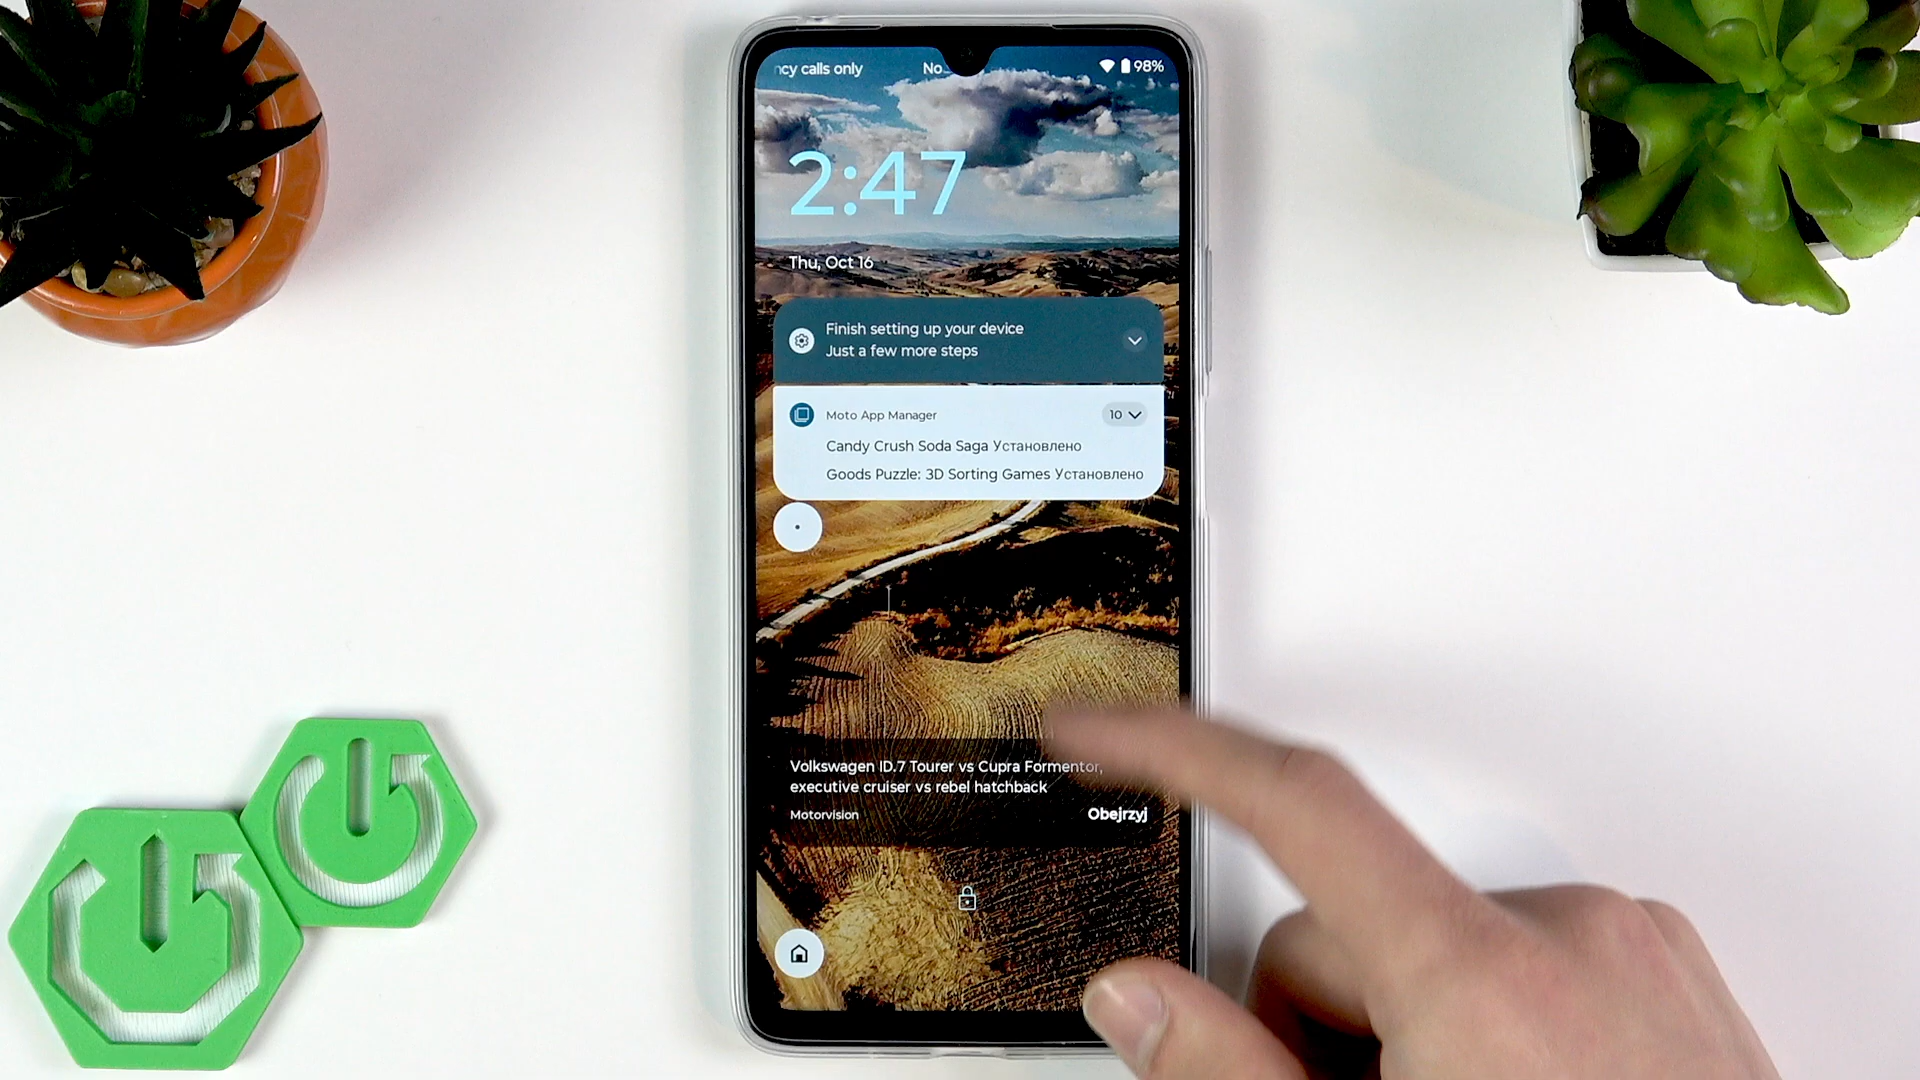 calls only
No
98%
2:47
Thu, Oct 16
Finish setting up your device
Just a few more steps
Moto App Manager
10
Candy Crush Soda Saga Установлено
Goods Puzzle: 3D Sorting Games Установлено
Volkswagen ID.7 Tourer vs Cupra Formentor,
executive cruiser vs rebel hatchback
Motorvision
Obejrzyj